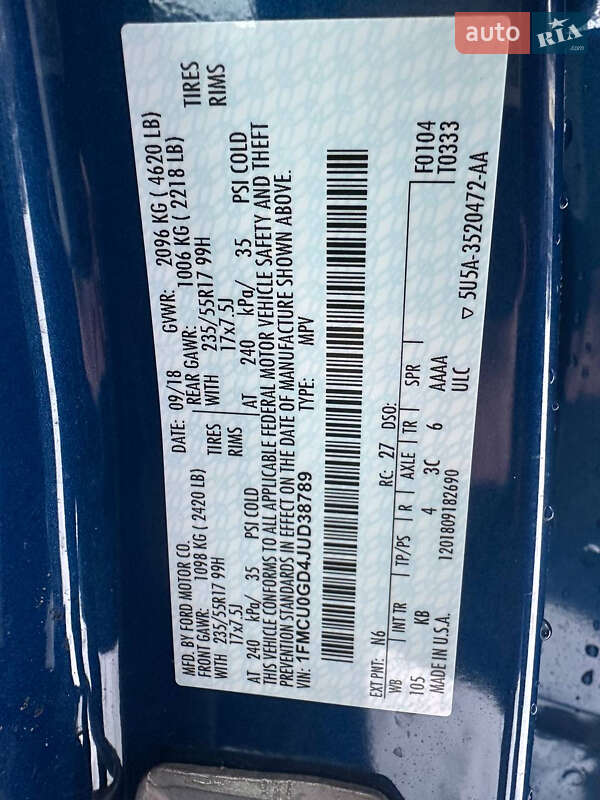 MFD. BY FORD MOTOR CO.
DATE: 09/18
GVWR: 2096 KG ( 4620 LB)
FRONT GAWR: 1098 KG ( 2420 LB)
REAR GAWR: 1006 KG ( 2218 LB)
WITH 235/55R17 99H TIRES WITH 235/55R17 99H TIRES
17x7.5J RIMS 17x7.5J RIMS
AT 240 kPa/ 35 PSI COLD AT 240 kPa/ 35 PSI COLD
THIS VEHICLE CONFORMS TO ALL APPLICABLE FEDERAL MOTOR VEHICLE SAFETY AND THEFT
PREVENTION STANDARDS IN EFFECT ON THE DATE OF MANUFACTURE SHOWN ABOVE.
VIN: 1FMCU0GD4JUD38789 TYPE: MPV
F0104
T0333
EXT PNT: N6 RC: 27 DSO:
WB INT TR TP/PS R AXLE TR SPR
105 KB 4 3C 6 AAAA
MADE IN U.S.A. 12018091B2690 ULC
▽ 5U5A-3520472-AA
auto RIA.com